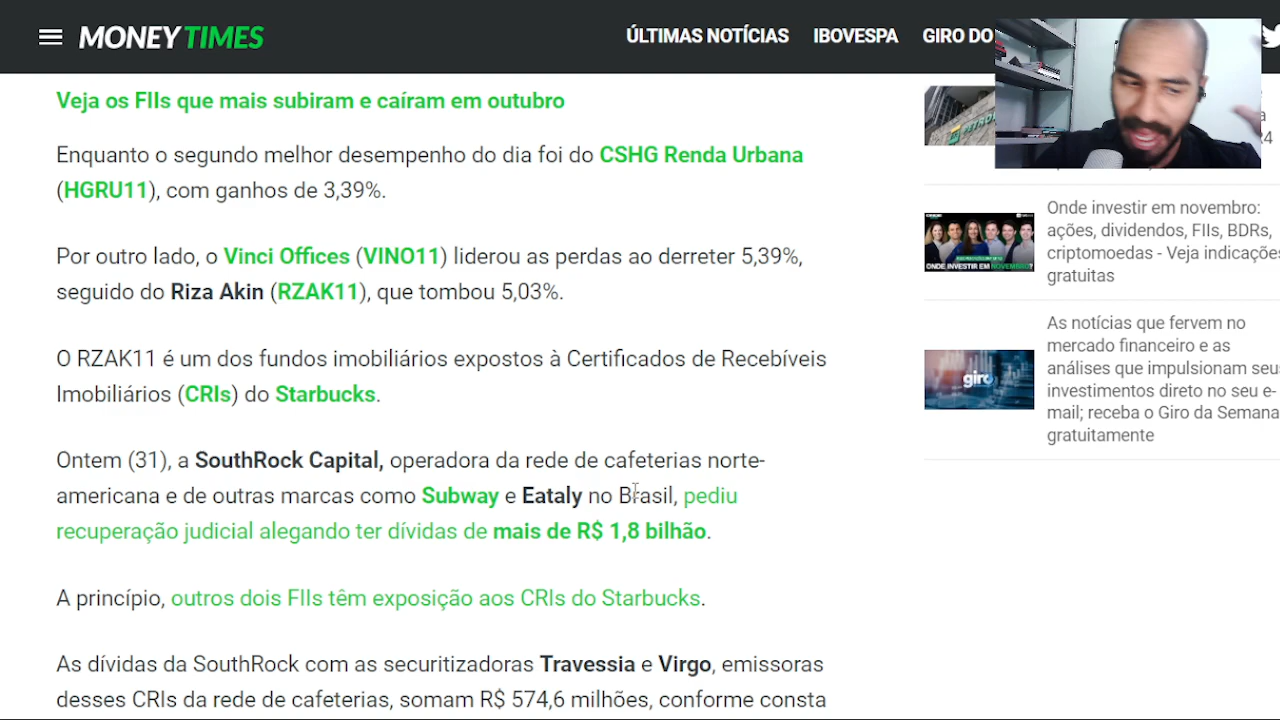 MONEY TIMES
ÚLTIMAS NOTÍCIAS
IBOVESPA
GIRO DO
Veja os FIIs que mais subiram e caíram em outubro
Enquanto o segundo melhor desempenho do dia foi do CSHG Renda Urbana
(HGRU11), com ganhos de 3,39%.
Por outro lado, o Vinci Offices (VINO11) liderou as perdas ao derreter 5,39%,
seguido do Riza Akin (RZAK11), que tombou 5,03%.
O RZAK11 é um dos fundos imobiliários expostos à Certificados de Recebíveis
Imobiliários (CRIs) do Starbucks.
Ontem (31), a SouthRock Capital, operadora da rede de cafeterias norte-
americana e de outras marcas como Subway e Eataly no Brasil, pediu
recuperação judicial alegando ter dívidas de mais de R$ 1,8 bilhão.
A princípio, outros dois FIIs têm exposição aos CRIs do Starbucks.
As dívidas da SouthRock com as securitizadoras Travessia e Virgo, emissoras
desses CRIs da rede de cafeterias, somam R$ 574,6 milhões, conforme consta
ONDE INVESTIR EM NOVEMBRO?
Onde investir em novembro:
ações, dividendos, FIIs, BDRs,
criptomoedas - Veja indicações
gratuitas
giro
As notícias que fervem no
mercado financeiro e as
análises que impulsionam seus
investimentos direto no seu e-
mail; receba o Giro da Semana
gratuitamente